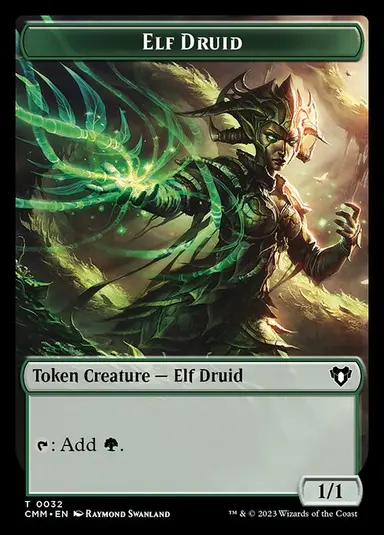 Elf Druid
Token Creature — Elf Druid
: Add .
1/1
T 0032
CMM • EN Raymond Swanland
™ & © 2023 Wizards of the Coast